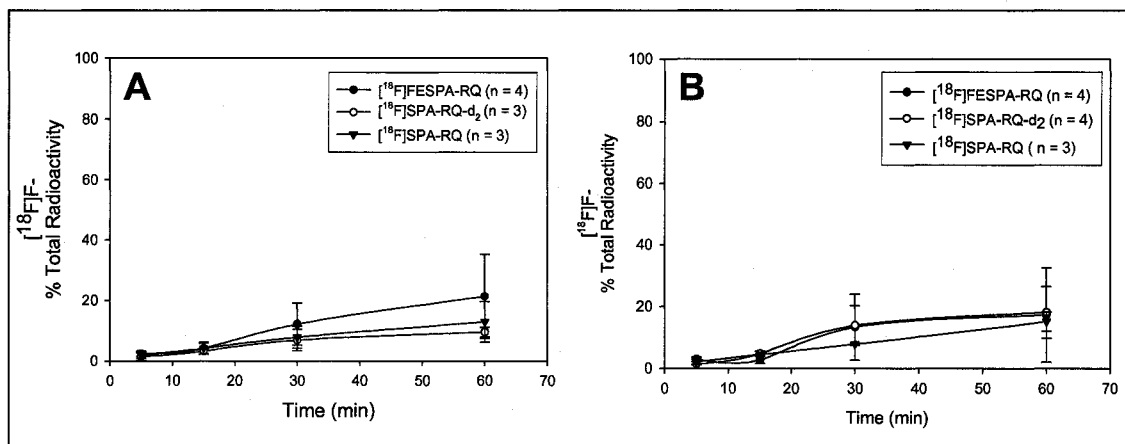 A
[¹⁸F]FESPA-RQ (n = 4)
[¹⁸F]SPA-RQ-d₂ (n = 3)
[¹⁸F]SPA-RQ (n = 3)
[¹⁸F]F-
% Total Radioactivity
100
80
60
40
20
0
0 10 20 30 40 50 60 70
Time (min)
B
[¹⁸F]FESPA-RQ (n = 4)
[¹⁸F]SPA-RQ-d₂ (n = 4)
[¹⁸F]SPA-RQ ( n = 3)
[¹⁸F]F-
% Total Radioactivity
100
80
60
40
20
0
0 10 20 30 40 50 60 70
Time (min)